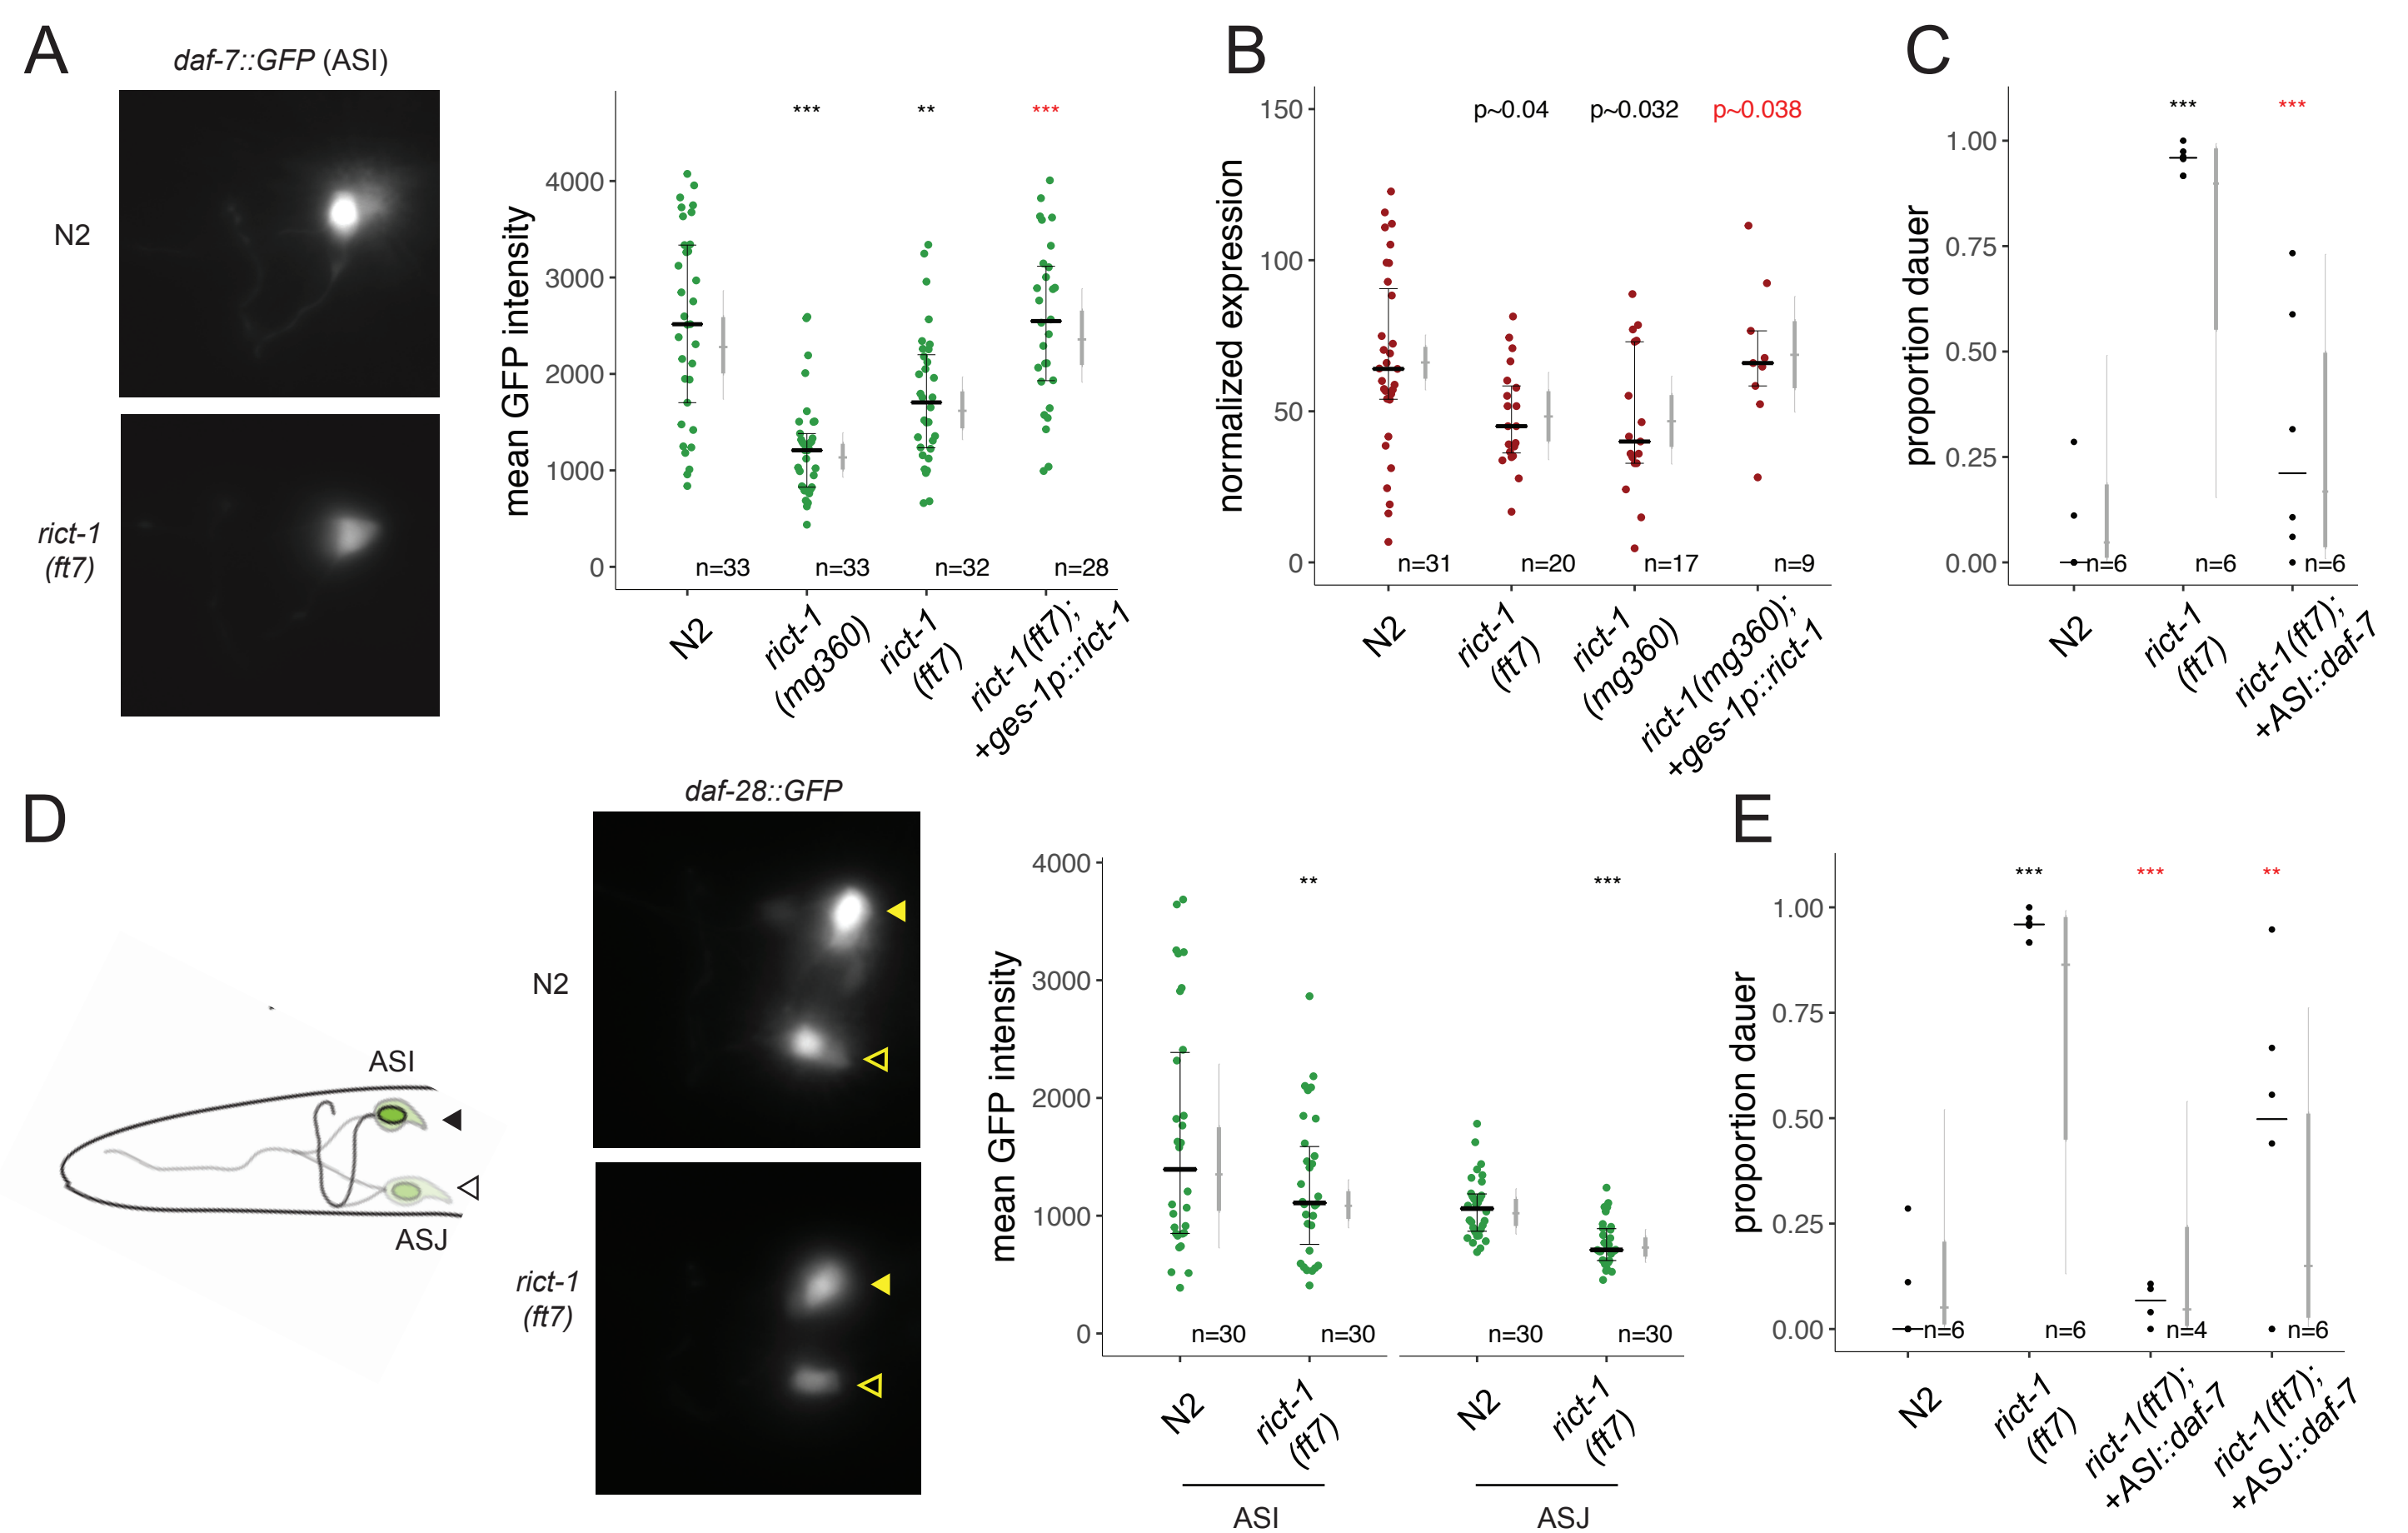 A
daf-7::GFP (ASI)
N2
rict-1
(ft7)
mean GFP intensity
4000
3000
2000
1000
0
***
**
***
n=33
n=33
n=32
n=28
N2
rict-1
(mg360)
rict-1
(ft7)
rict-1(ft7);
+ges-1p::rict-1
B
normalized expression
150
100
50
0
p~0.04
p~0.032
p~0.038
n=31
n=20
n=17
n=9
N2
rict-1
(ft7)
rict-1
(mg360)
rict-1(mg360);
+ges-1p::rict-1
C
proportion dauer
1.00
0.75
0.50
0.25
0.00
***
***
n=6
n=6
n=6
N2
rict-1
(ft7)
rict-1(ft7);
+ASI::daf-7
D
ASI
ASJ
daf-28::GFP
N2
rict-1
(ft7)
mean GFP intensity
4000
3000
2000
1000
0
**
***
n=30
n=30
n=30
n=30
N2
rict-1
(ft7)
N2
rict-1
(ft7)
ASI
ASJ
E
proportion dauer
1.00
0.75
0.50
0.25
0.00
***
***
**
n=6
n=6
n=4
n=6
N2
rict-1
(ft7)
rict-1(ft7);
+ASI::daf-7
rict-1(ft7);
+ASJ::daf-7